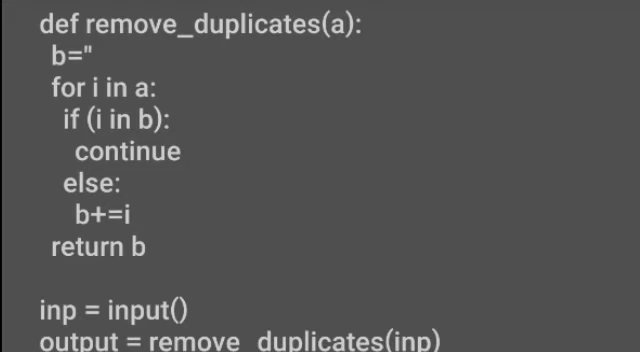 def remove_duplicates(a):
b=''
for i in a:
if (i in b):
continue
else:
b+=i
return b
inp = input()
output = remove_duplicates(inp)